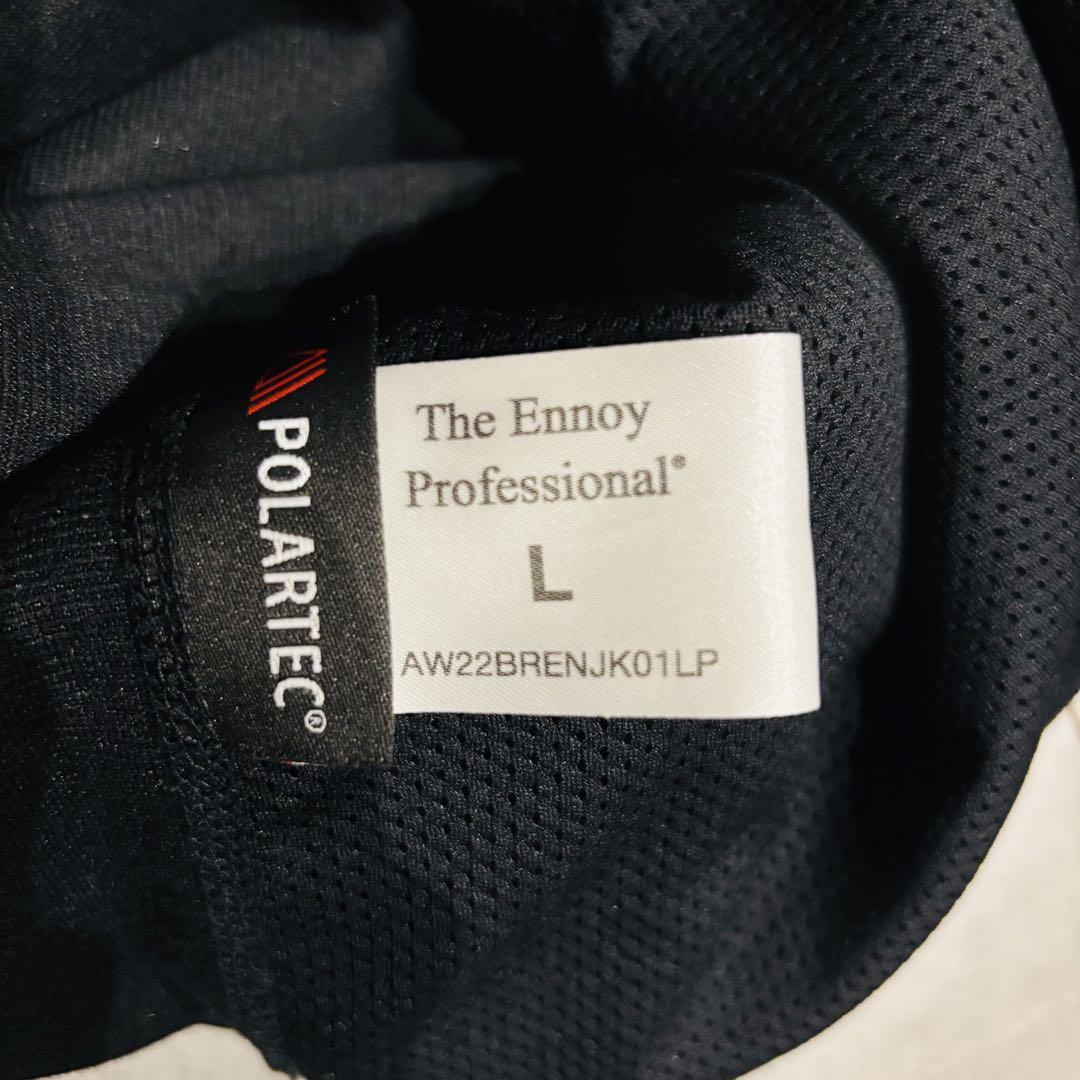 POLARTEC®
The Ennoy
Professional®
L
AW22BRENJK01LP